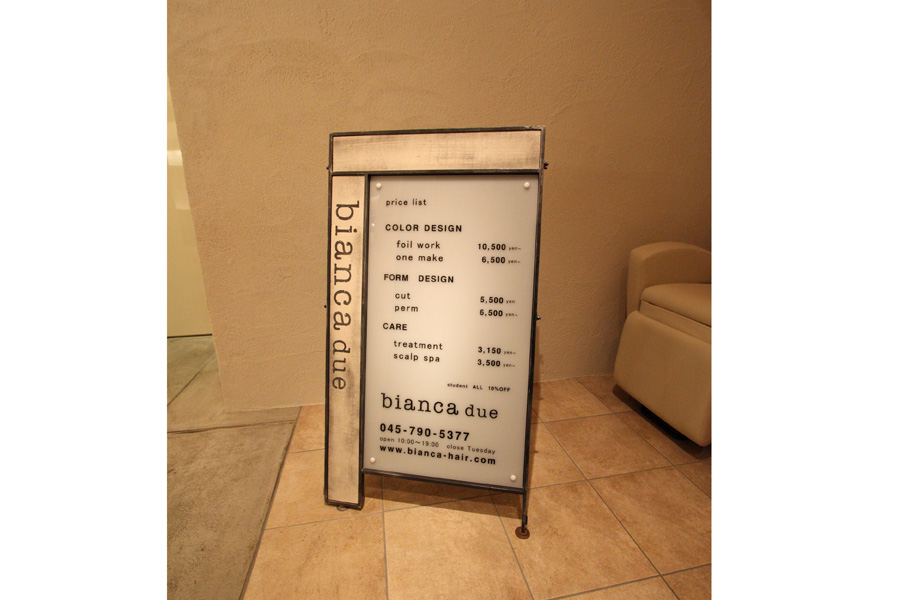 bianca due
price list
COLOR DESIGN
foil work 10,500 yen~
one make 6,500 yen~
FORM DESIGN
cut 5,500 yen
perm 6,500 yen~
CARE
treatment 3,150 yen~
scalp spa 3,500 yen~
student ALL 10%OFF
bianca due
045-790-5377
open 10:00～19:00 close Tuesday
www.bianca-hair.com